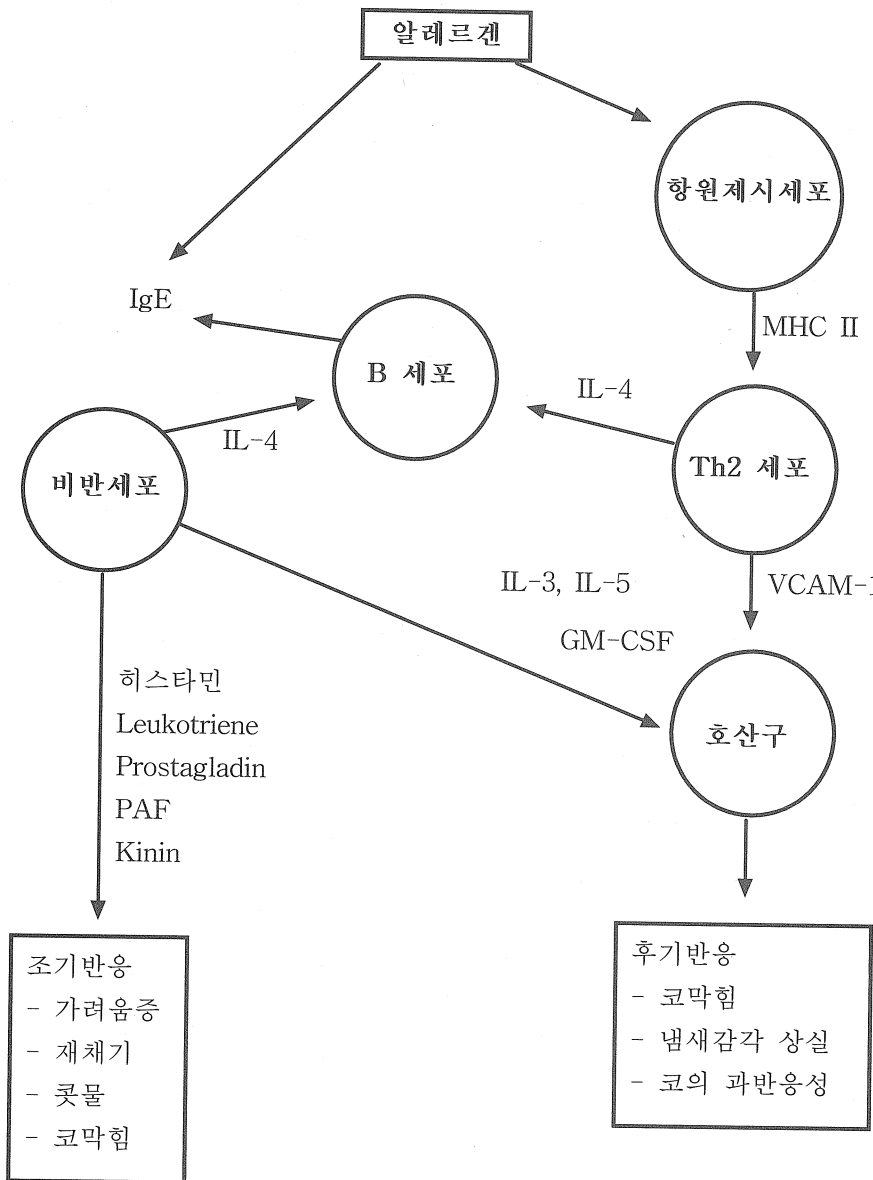 알레르겐
항원제시세포
IgE
MHC II
B 세포
IL-4
IL-4
Th2 세포
비반세포
IL-3, IL-5
VCAM-1
GM-CSF
히스타민
Leukotriene
Prostagladin
PAF
Kinin
호산구
조기반응
- 가려움증
- 재채기
- 콧물
- 코막힘
후기반응
- 코막힘
- 냄새감각 상실
- 코의 과반응성